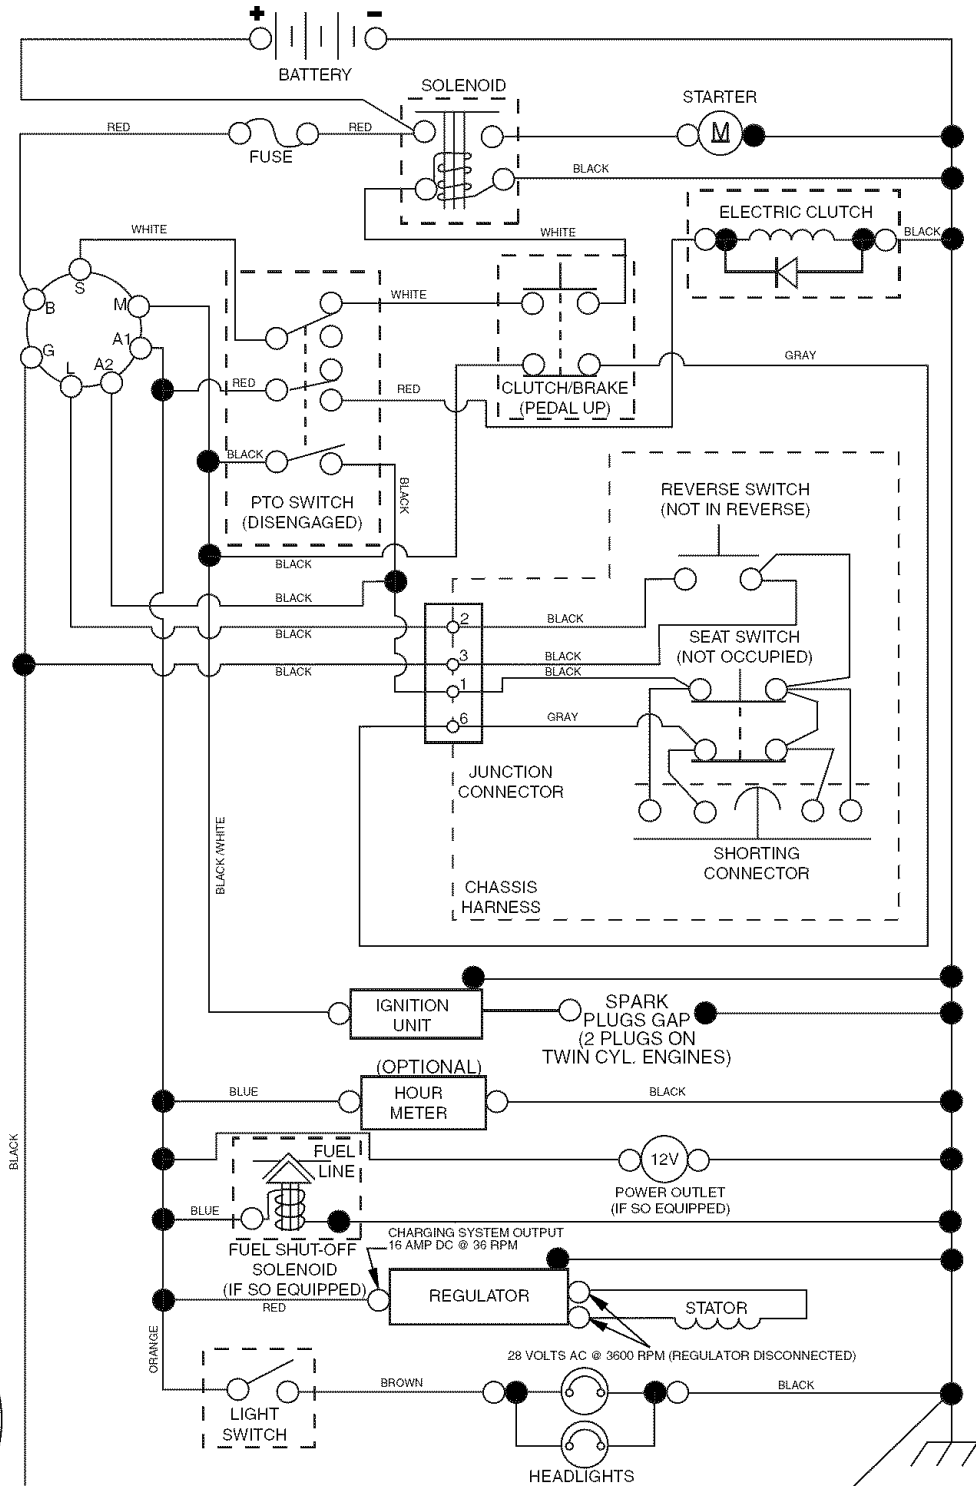 + -
BATTERY
SOLENOID
STARTER
M
RED
RED
FUSE
BLACK
ELECTRIC CLUTCH
BLACK
WHITE
WHITE
S
B
M
WHITE
A1
G
L
A2
RED
RED
GRAY
CLUTCH/BRAKE
(PEDAL UP)
BLACK
BLACK
PTO SWITCH
(DISENGAGED)
REVERSE SWITCH
(NOT IN REVERSE)
BLACK
BLACK
BLACK
2
BLACK
SEAT SWITCH
(NOT OCCUPIED)
3
BLACK
BLACK
BLACK
1
6
GRAY
JUNCTION
CONNECTOR
BLACK/WHITE
SHORTING
CONNECTOR
CHASSIS
HARNESS
IGNITION
UNIT
SPARK
PLUGS GAP
(2 PLUGS ON
TWIN CYL. ENGINES)
(OPTIONAL)
BLUE
HOUR
METER
BLACK
BLACK
FUEL
LINE
12V
POWER OUTLET
(IF SO EQUIPPED)
BLUE
CHARGING SYSTEM OUTPUT
16 AMP DC @ 36 RPM
FUEL SHUT-OFF
SOLENOID
(IF SO EQUIPPED)
RED
REGULATOR
STATOR
ORANGE
28 VOLTS AC @ 3600 RPM (REGULATOR DISCONNECTED)
BROWN
BLACK
LIGHT
SWITCH
HEADLIGHTS